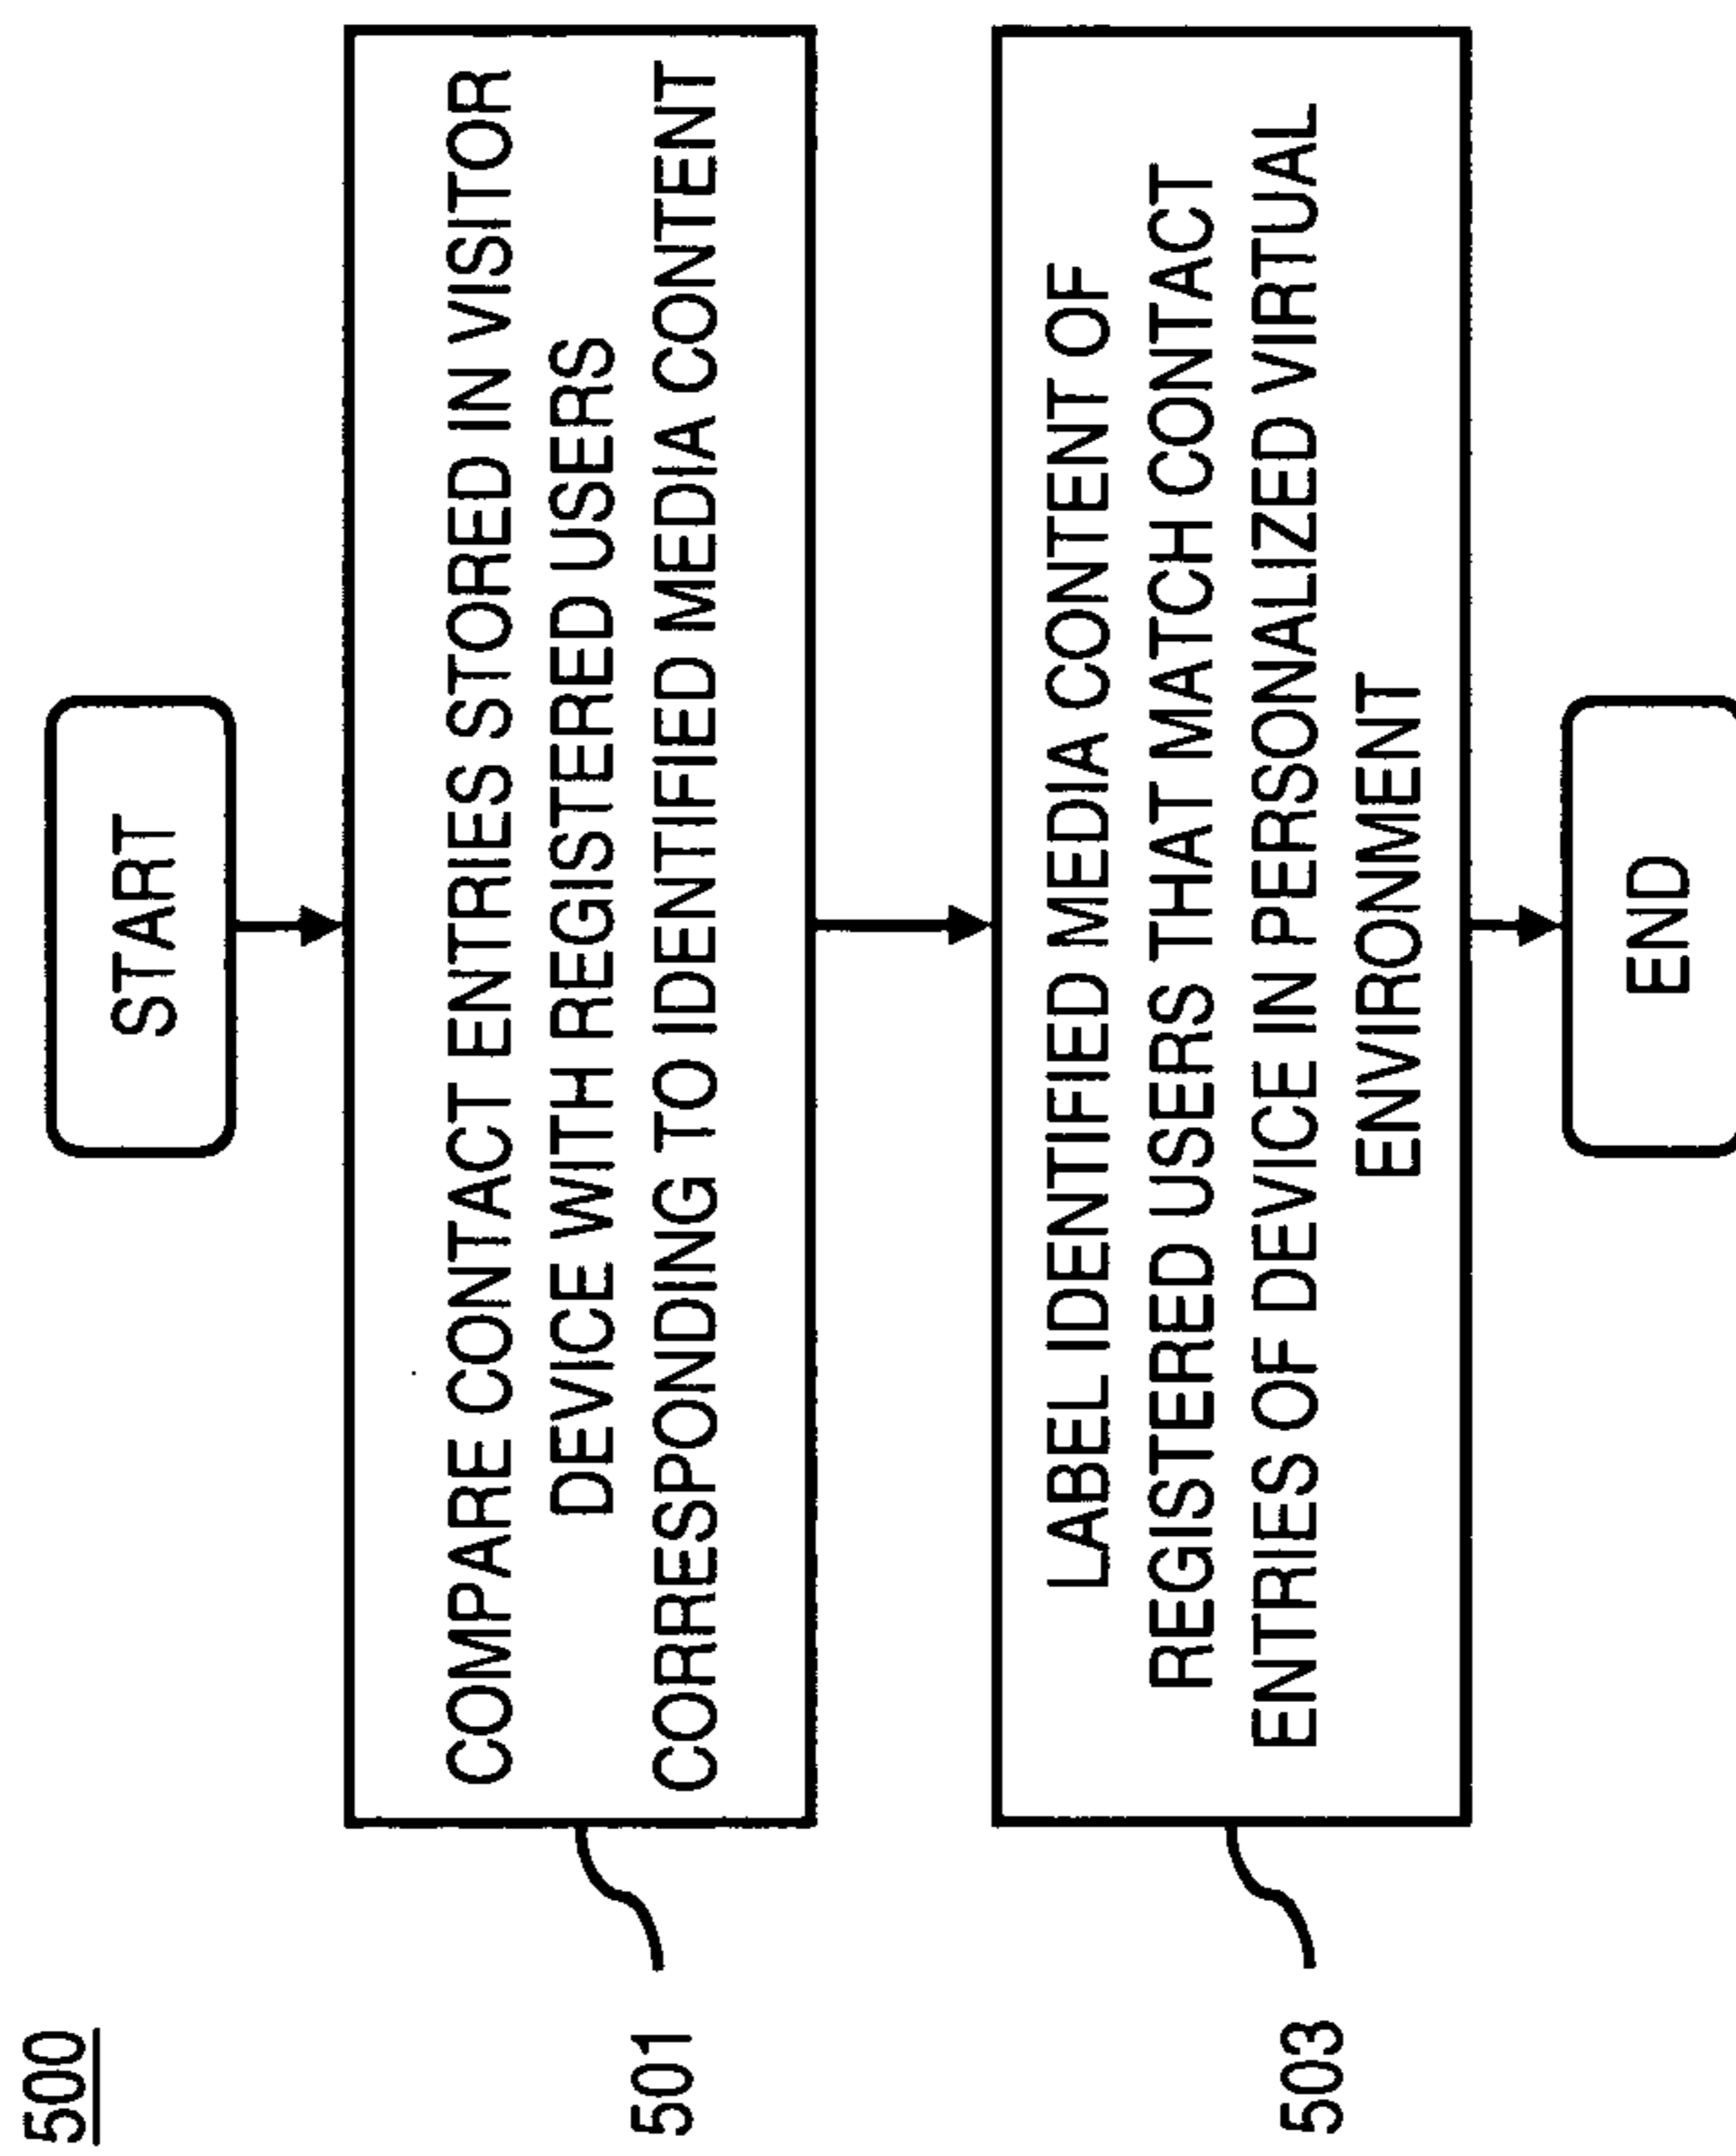 500
START
COMPARE CONTACT ENTRIES STORED IN VISITOR
DEVICE WITH REGISTERED USERS
CORRESPONDING TO IDENTIFIED MEDIA CONTENT
501
LABEL IDENTIFIED MEDIA CONTENT OF
REGISTERED USERS THAT MATCH CONTACT
ENTRIES OF DEVICE IN PERSONALIZED VIRTUAL
ENVIRONMENT
503
END